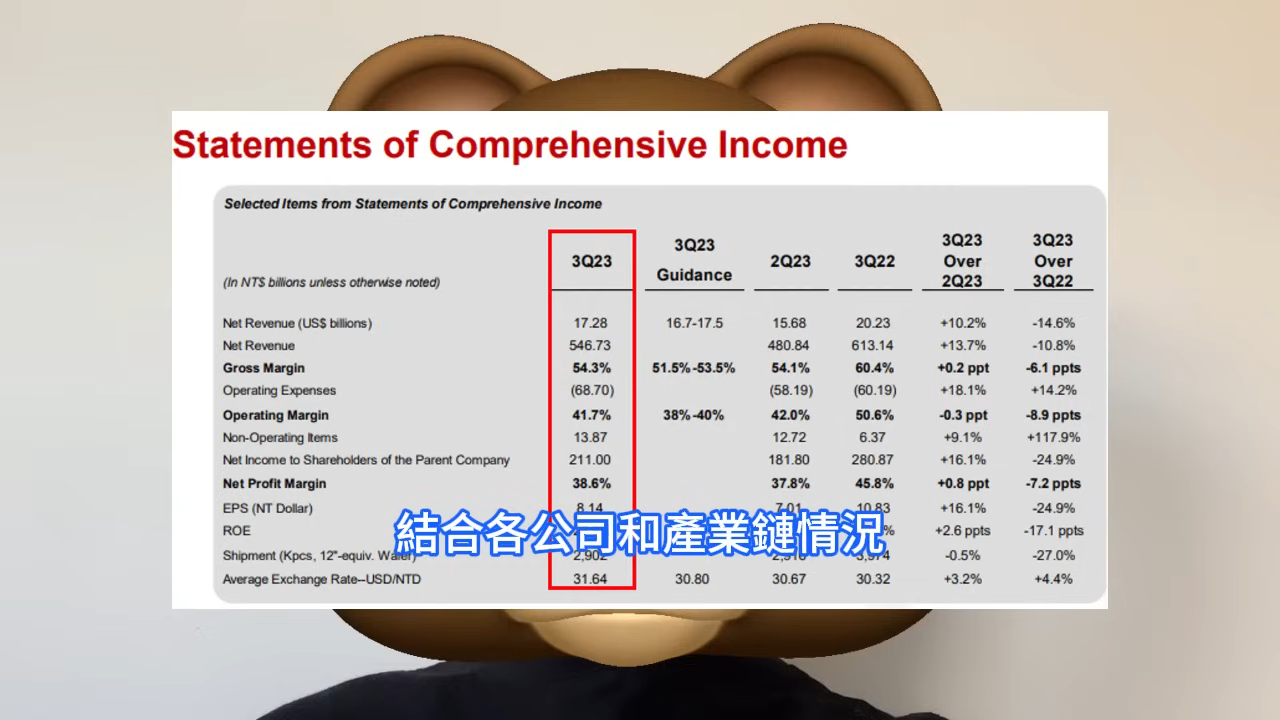 Statements of Comprehensive Income
Selected Items from Statements of Comprehensive Income
(In NT$ billions unless otherwise noted) 3Q23 3Q23 Guidance 2Q23 3Q22 3Q23 Over 2Q23 3Q23 Over 3Q22
Net Revenue (US$ billions) 17.28 16.7-17.5 15.68 20.23 +10.2% -14.6%
Net Revenue 546.73 480.84 613.14 +13.7% -10.8%
Gross Margin 54.3% 51.5%-53.5% 54.1% 60.4% +0.2 ppt -6.1 ppts
Operating Expenses (68.70) (58.19) (60.19) +18.1% +14.2%
Operating Margin 41.7% 38%-40% 42.0% 50.6% -0.3 ppt -8.9 ppts
Non-Operating Items 13.87 12.72 6.37 +9.1% +117.9%
Net Income to Shareholders of the Parent Company 211.00 181.80 280.87 +16.1% -24.9%
Net Profit Margin 38.6% 37.8% 45.8% +0.8 ppt -7.2 ppts
EPS (NT Dollar) 8.14 7.01 10.83 +16.1% -24.9%
ROE +2.6 ppts -17.1 ppts
結合各公司和產業鏈情況
Shipment (Kpcs, 12"-equiv. Wafer) -0.5% -27.0%
Average Exchange Rate--USD/NTD 31.64 30.80 30.67 30.32 +3.2% +4.4%